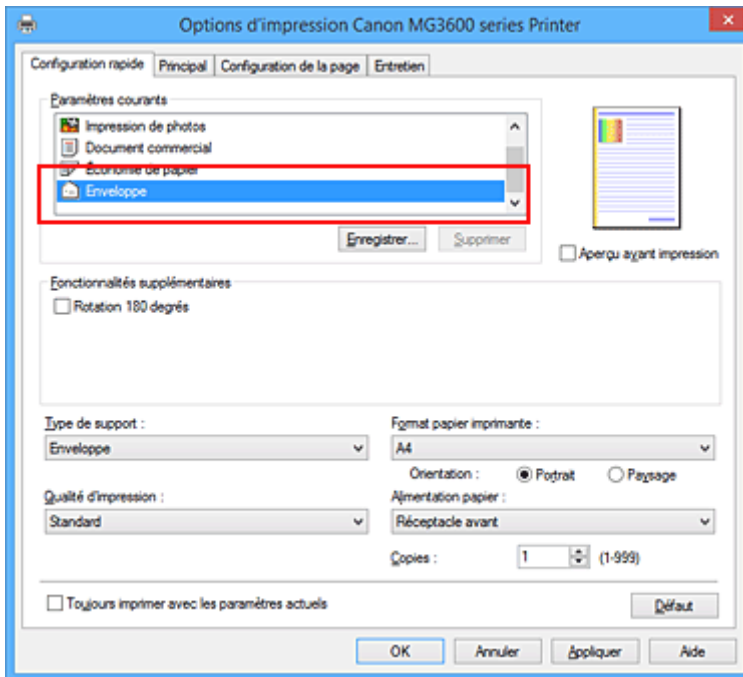 Options d'impression Canon MG3600 series Printer
Configuration rapide Principal Configuration de la page Entretien
Paramètres courants
Impression de photos
Document commercial
Économie de papier
Enveloppe
Enregistrer... Supprimer
Aperçu avant impression
Fonctionnalités supplémentaires
Rotation 180 degrés
Type de support : Format papier imprimante :
Enveloppe A4
Orientation : Portrait Paysage
Qualité d'impression : Alimentation papier :
Standard Réceptacle avant
Copies : 1 (1-999)
Toujours imprimer avec les paramètres actuels Défaut
OK Annuler Appliquer Aide